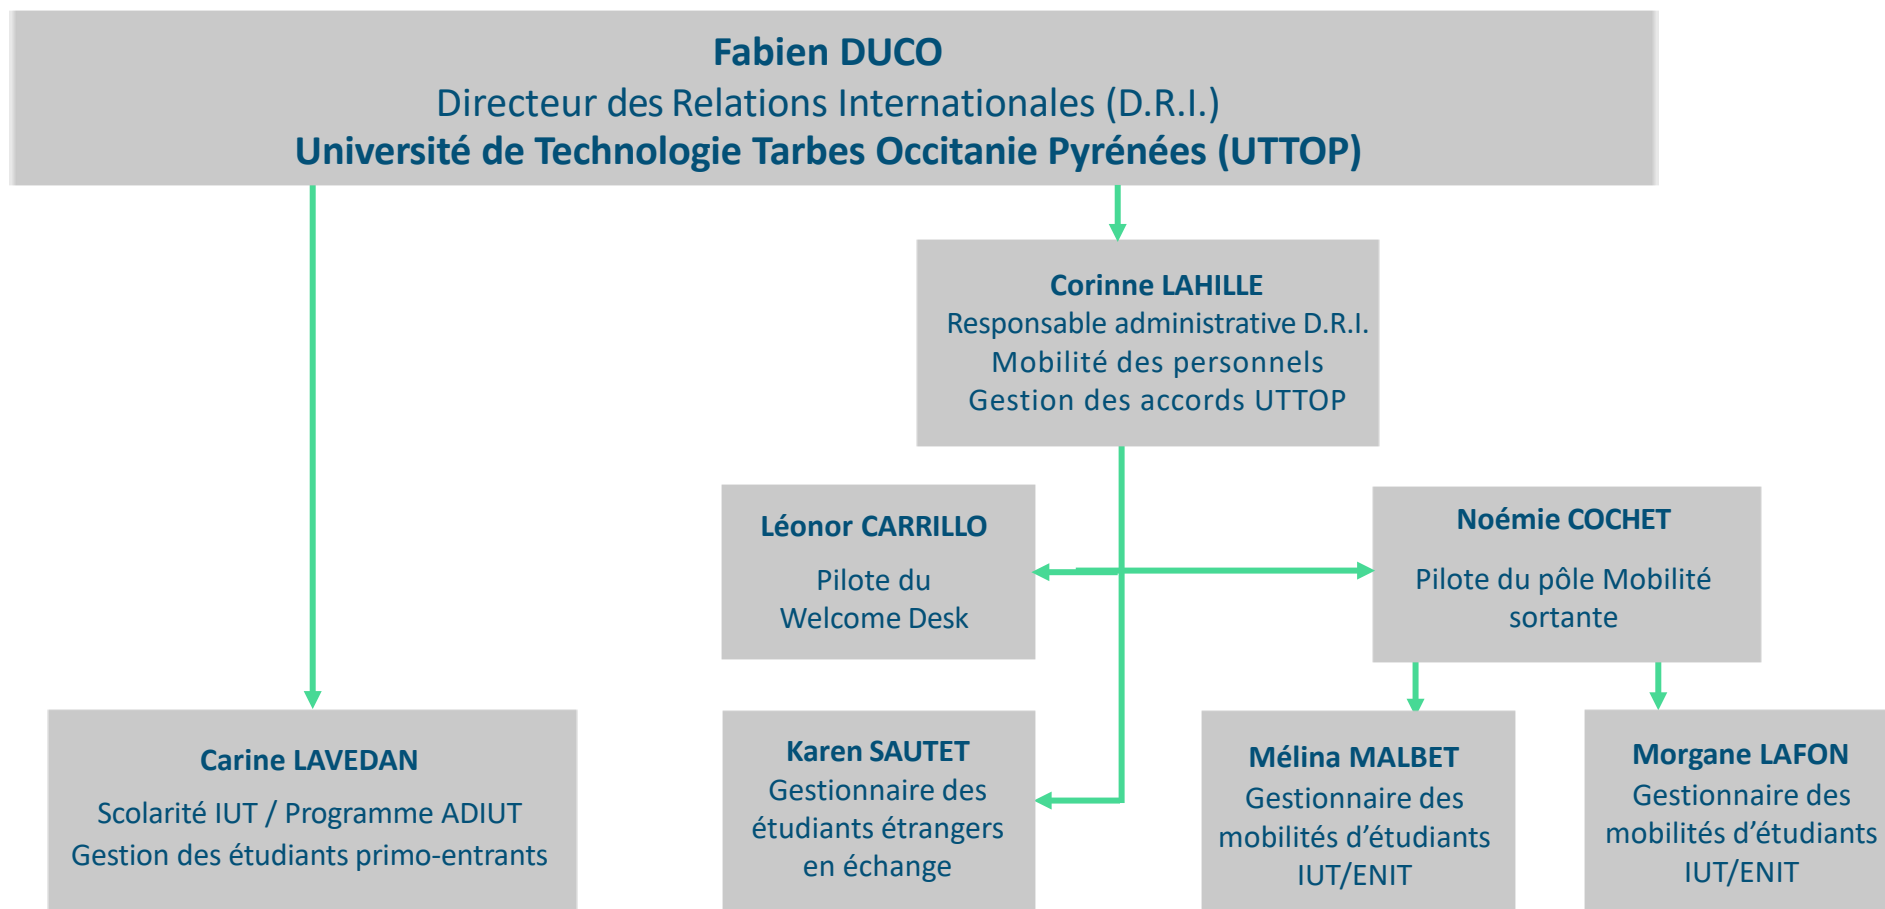 Fabien DUCO
Directeur des Relations Internationales (D.R.I.)
Université de Technologie Tarbes Occitanie Pyrénées (UTTOP)
Corinne LAHILLE
Responsable administrative D.R.I.
Mobilité des personnels
Gestion des accords UTTOP
Léonor CARRILLO
Pilote du
Welcome Desk
Noémie COCHET
Pilote du pôle Mobilité
sortante
Carine LAVEDAN
Scolarité IUT / Programme ADIUT
Gestion des étudiants primo-entrants
Karen SAUTET
Gestionnaire des
étudiants étrangers
en échange
Mélina MALBET
Gestionnaire des
mobilités d’étudiants
IUT/ENIT
Morgane LAFON
Gestionnaire des
mobilités d’étudiants
IUT/ENIT